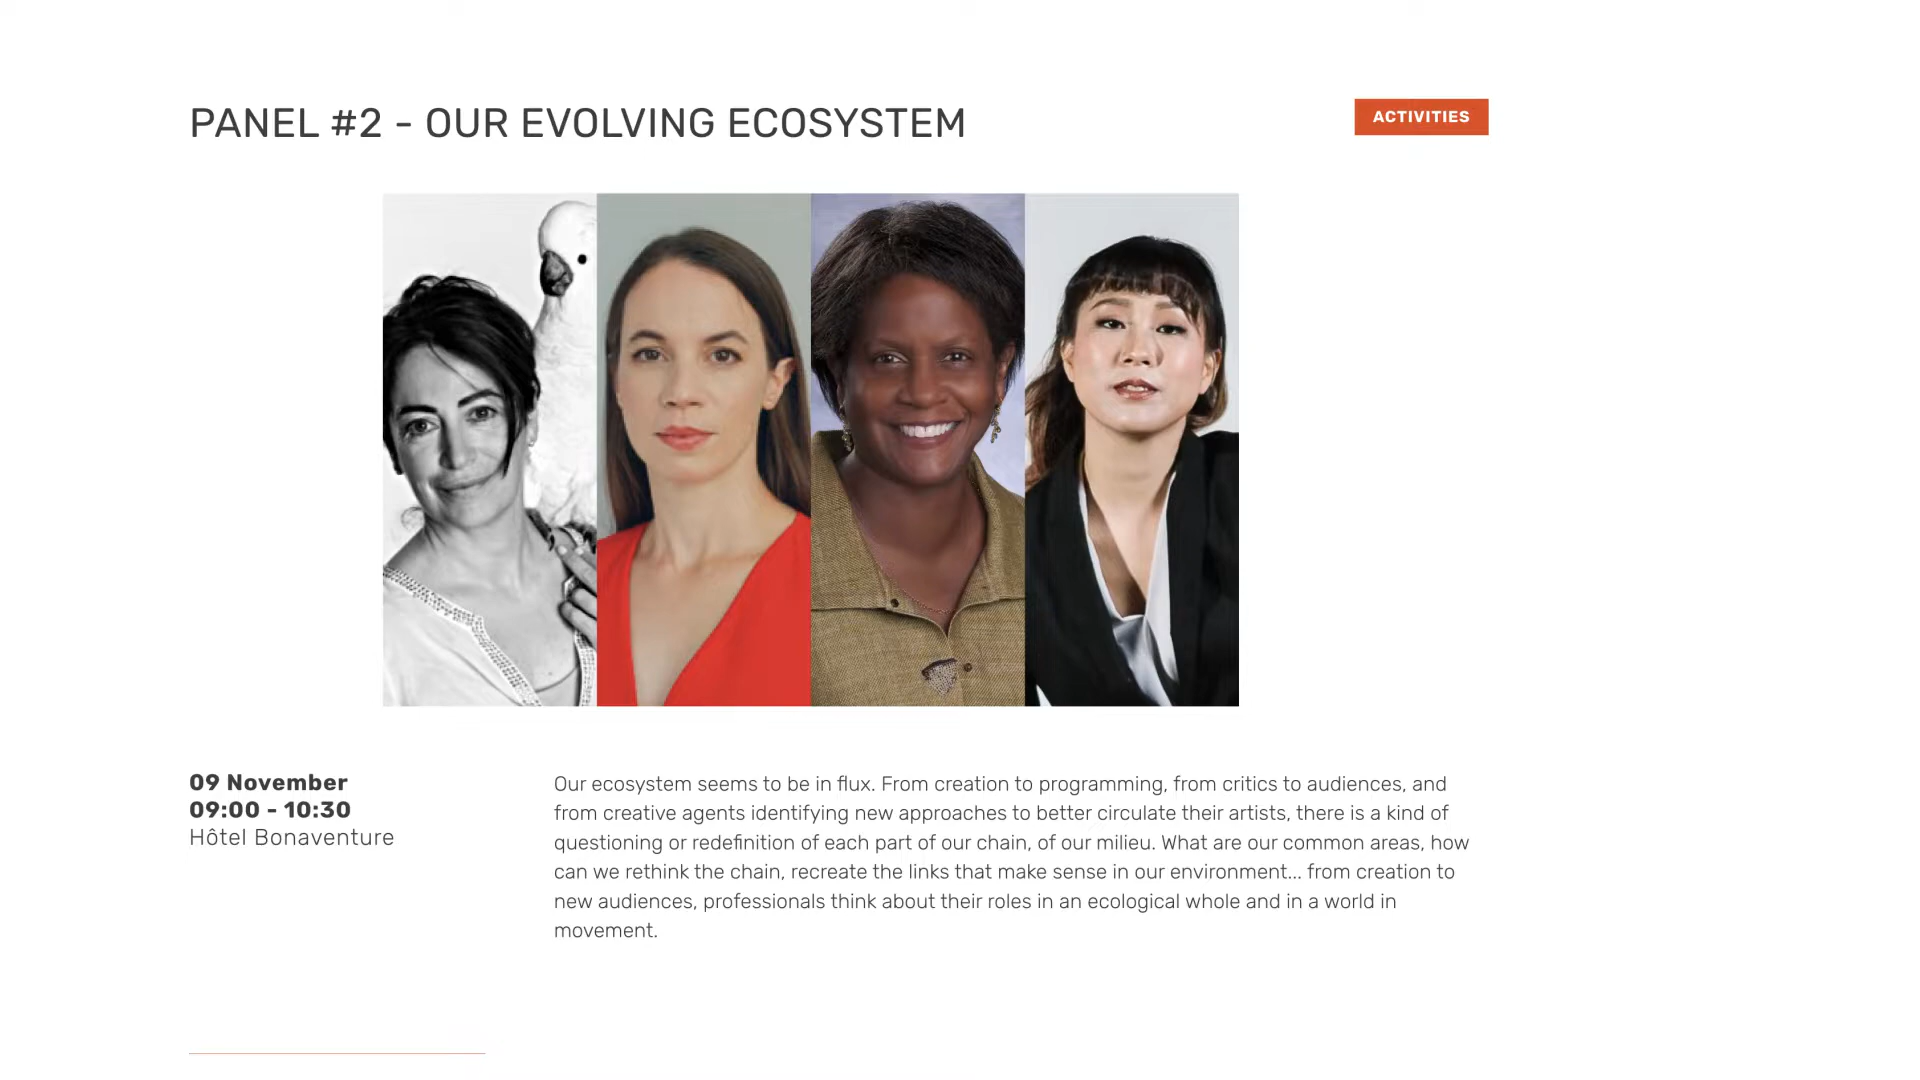 PANEL #2 - OUR EVOLVING ECOSYSTEM
ACTIVITIES
09 November
09:00 - 10:30
Hôtel Bonaventure
Our ecosystem seems to be in flux. From creation to programming, from critics to audiences, and
from creative agents identifying new approaches to better circulate their artists, there is a kind of
questioning or redefinition of each part of our chain, of our milieu. What are our common areas, how
can we rethink the chain, recreate the links that make sense in our environment... from creation to
new audiences, professionals think about their roles in an ecological whole and in a world in
movement.